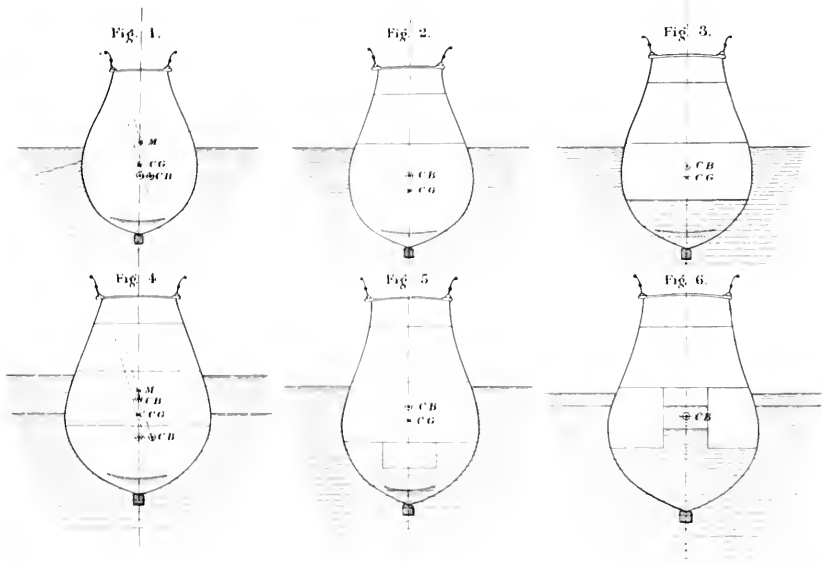 Fig. 1.
M
CG
CB
Fig. 2.
CB
CG
Fig. 3.
CB
CG
Fig. 4
M
CB
CG
CB
Fig. 5
CB
CG
Fig. 6.
CB